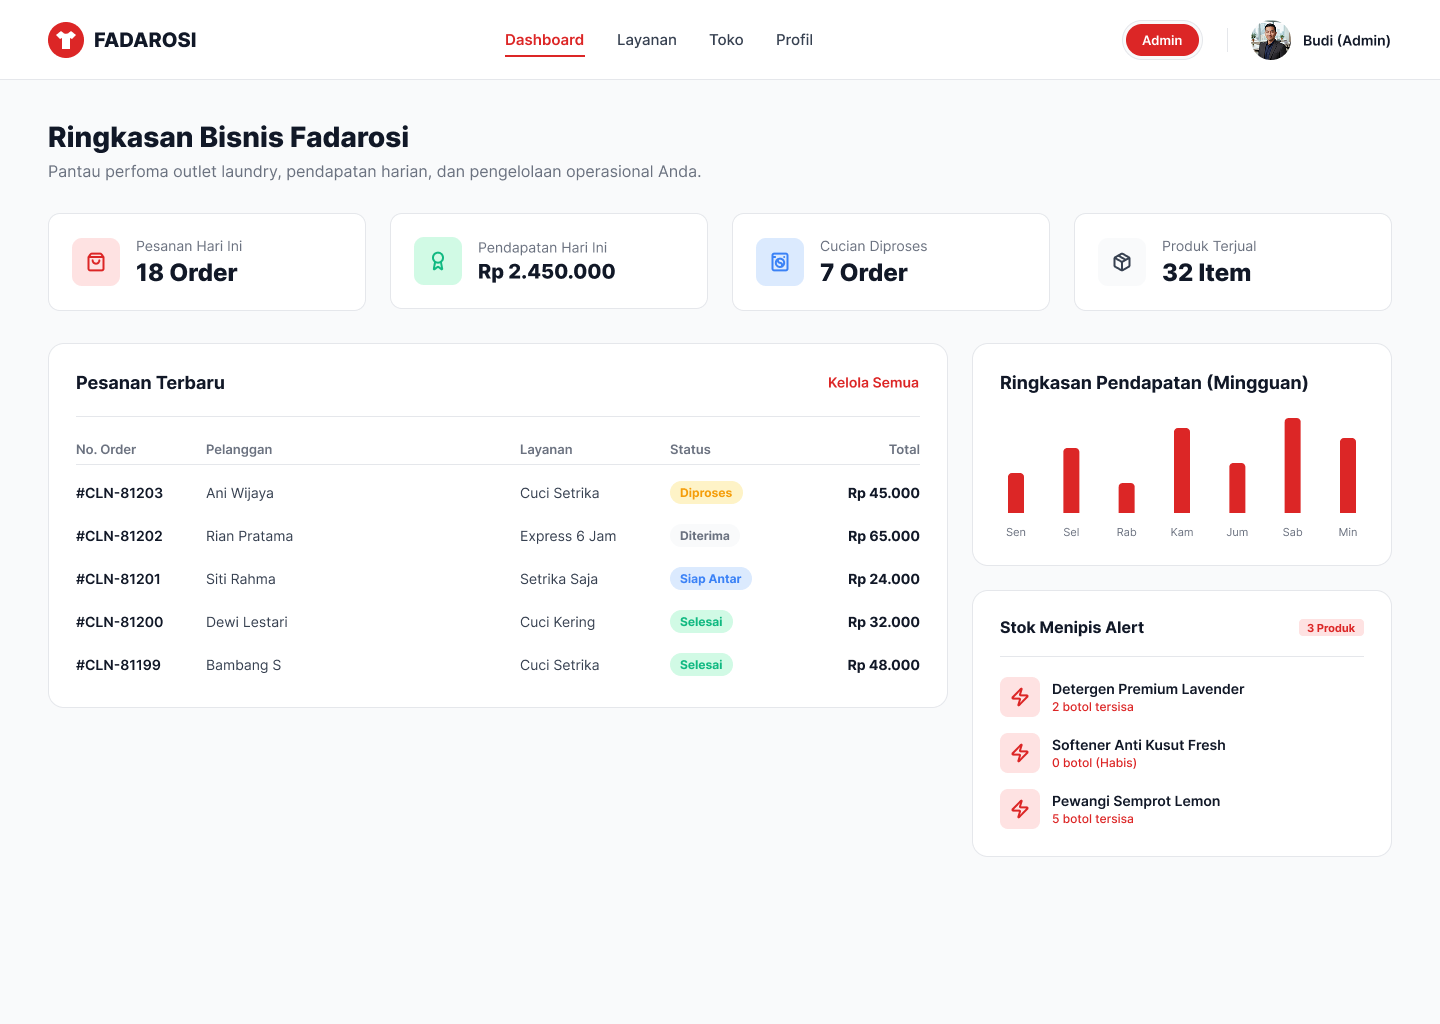 FADAROSI
Dashboard Layanan Toko Profil
Admin
Budi (Admin)
Ringkasan Bisnis Fadarosi
Pantau perfoma outlet laundry, pendapatan harian, dan pengelolaan operasional Anda.
Pesanan Hari Ini
18 Order
Pendapatan Hari Ini
Rp 2.450.000
Cucian Diproses
7 Order
Produk Terjual
32 Item
Pesanan Terbaru
Kelola Semua
No. Order Pelanggan Layanan Status Total
#CLN-81203 Ani Wijaya Cuci Setrika Diproses Rp 45.000
#CLN-81202 Rian Pratama Express 6 Jam Diterima Rp 65.000
#CLN-81201 Siti Rahma Setrika Saja Siap Antar Rp 24.000
#CLN-81200 Dewi Lestari Cuci Kering Selesai Rp 32.000
#CLN-81199 Bambang S Cuci Setrika Selesai Rp 48.000
Ringkasan Pendapatan (Mingguan)
Sen Sel Rab Kam Jum Sab Min
Stok Menipis Alert
3 Produk
Detergen Premium Lavender
2 botol tersisa
Softener Anti Kusut Fresh
0 botol (Habis)
Pewangi Semprot Lemon
5 botol tersisa